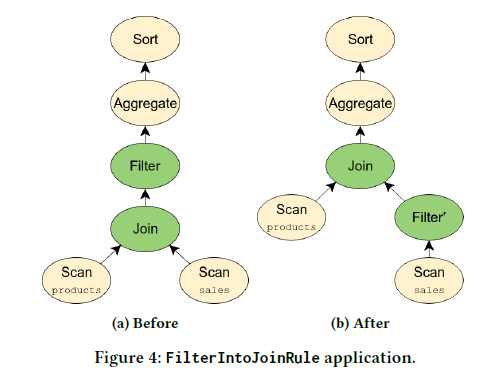 Sort
Aggregate
Filter
Join
Scan
products
Scan
sales
(a) Before
Sort
Aggregate
Join
Scan
products
Filter′
Scan
sales
(b) After
Figure 4: FilterIntoJoinRule application.